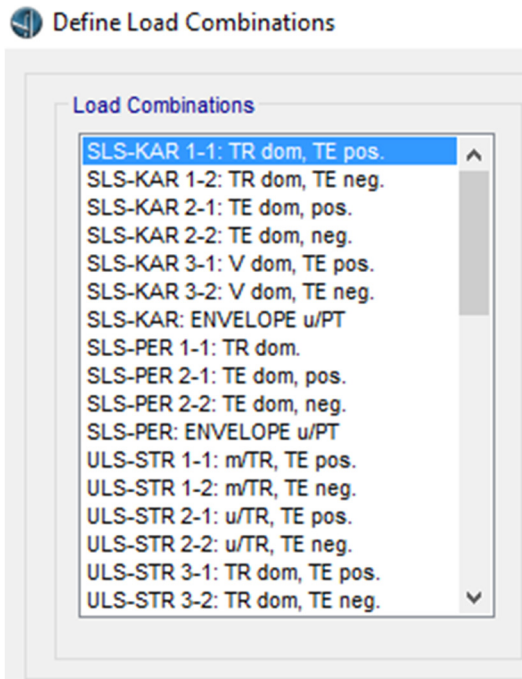 Define Load Combinations
Load Combinations
SLS-KAR 1-1: TR dom, TE pos.
SLS-KAR 1-2: TR dom, TE neg.
SLS-KAR 2-1: TE dom, pos.
SLS-KAR 2-2: TE dom, neg.
SLS-KAR 3-1: V dom, TE pos.
SLS-KAR 3-2: V dom, TE neg.
SLS-KAR: ENVELOPE u/PT
SLS-PER 1-1: TR dom.
SLS-PER 2-1: TE dom, pos.
SLS-PER 2-2: TE dom, neg.
SLS-PER: ENVELOPE u/PT
ULS-STR 1-1: m/TR, TE pos.
ULS-STR 1-2: m/TR, TE neg.
ULS-STR 2-1: u/TR, TE pos.
ULS-STR 2-2: u/TR, TE neg.
ULS-STR 3-1: TR dom, TE pos.
ULS-STR 3-2: TR dom, TE neg.